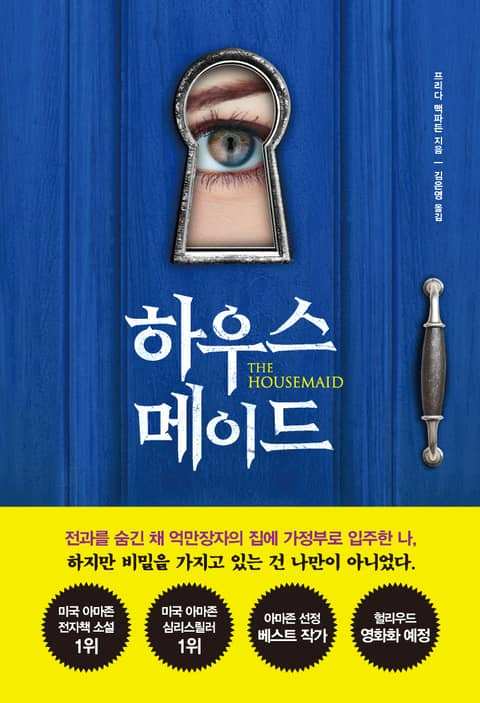 프리다 맥파든 지음 — 김은영 옮김
하우스
THE
HOUSEMAID
메이드
전과를 숨긴 채 억만장자의 집에 가정부로 입주한 나,
하지만 비밀을 가지고 있는 건 나만이 아니었다.
미국 아마존
전자책 소설
1위
미국 아마존
심리스릴러
1위
아마존 선정
베스트 작가
헐리우드
영화화 예정